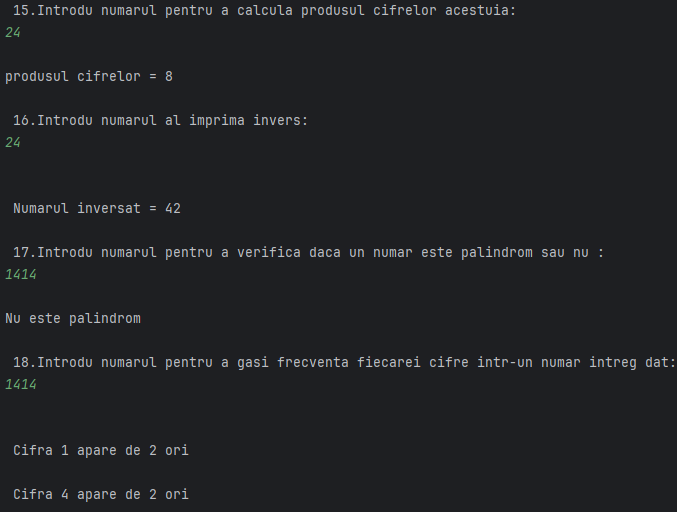 15.Introdu numarul pentru a calcula produsul cifrelor acestuia:
24
produsul cifrelor = 8
16.Introdu numarul al imprima invers:
24
Numarul inversat = 42
17.Introdu numarul pentru a verifica daca un numar este palindrom sau nu :
1414
Nu este palindrom
18.Introdu numarul pentru a gasi frecventa fiecarei cifre intr-un numar intreg dat:
1414
Cifra 1 apare de 2 ori
Cifra 4 apare de 2 ori